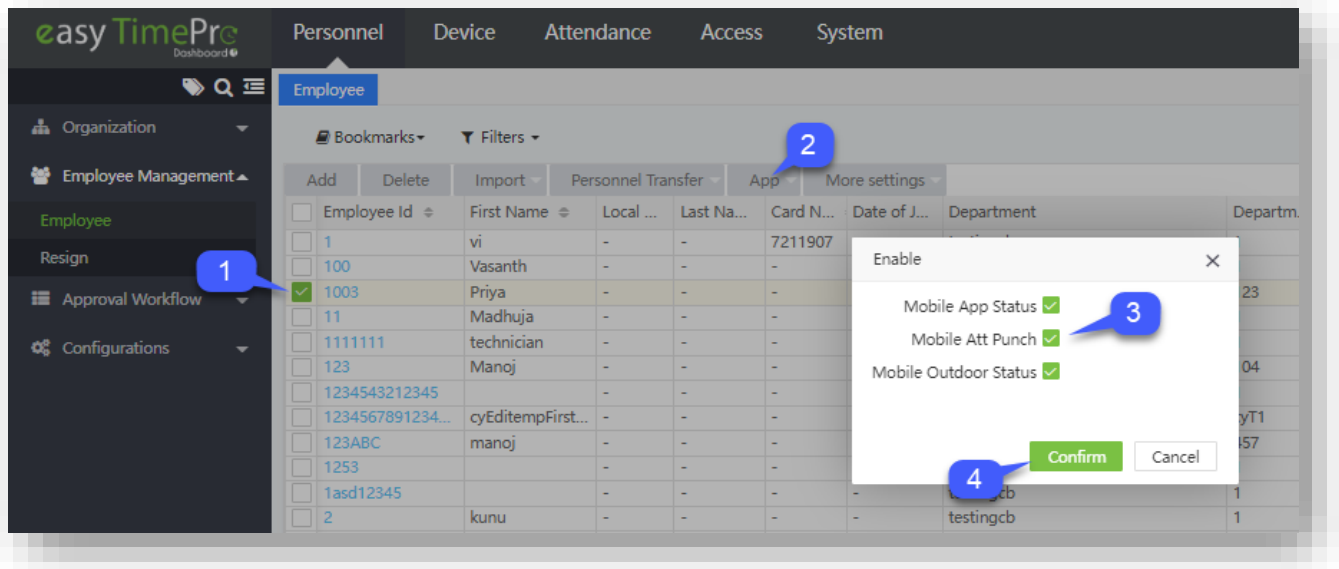 easy TimePro
Dashboard
Personnel Device Attendance Access System
Employee
Organization
Bookmarks Filters
2
Employee Management
Add Delete Import Personnel Transfer App More settings
Employee Id First Name Local ... Last Na... Card N... Date of J... Department Departm.
Employee
1 vi - - 7211907
Resign
100 Vasanth - - -
1
1003 Priya - - - 23
Approval Workflow
11 Madhuja - - -
1111111 technician - - -
Configurations
123 Manoj - - - 04
1234543212345 - - -
1234567891234... cyEditempFirst... - - - cyT1
123ABC manoj - - - 457
1253 - - -
1asd12345 - - - - testingcb 1
2 kunu - - - - testingcb 1
Enable
Mobile App Status
3
Mobile Att Punch
Mobile Outdoor Status
Confirm Cancel
4